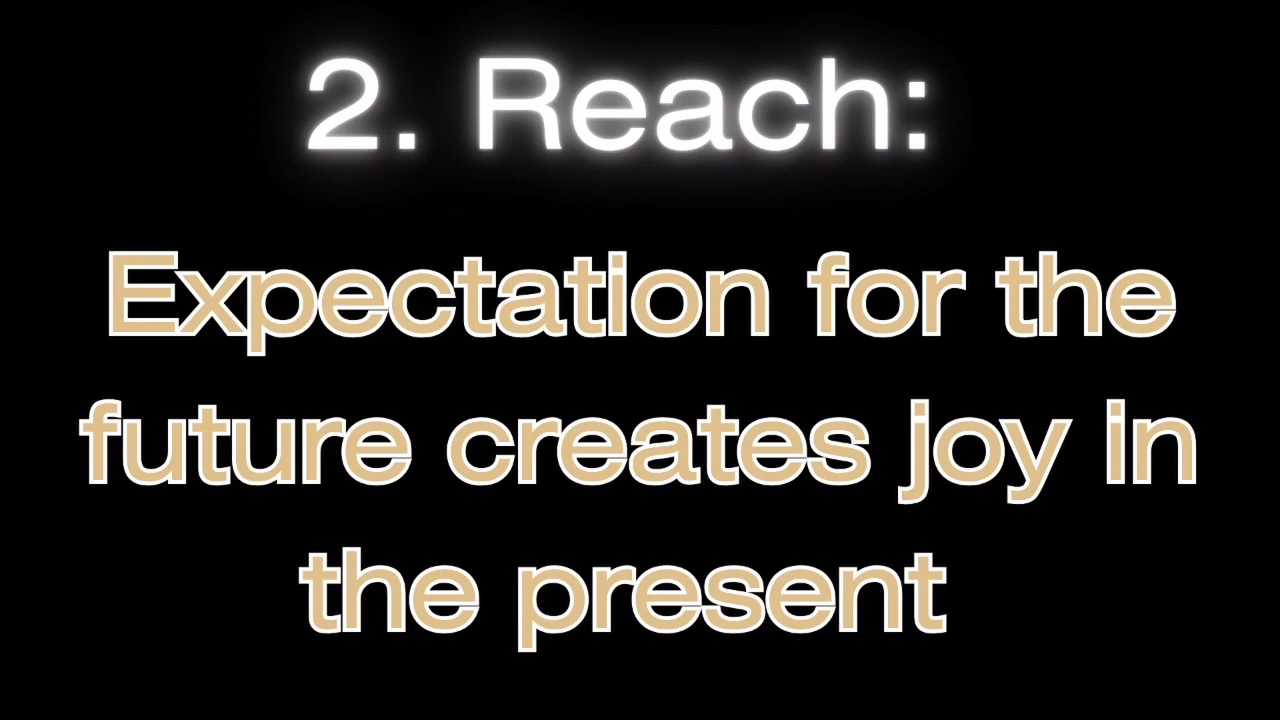 2. Reach:
Expectation for the
future creates joy in
the present